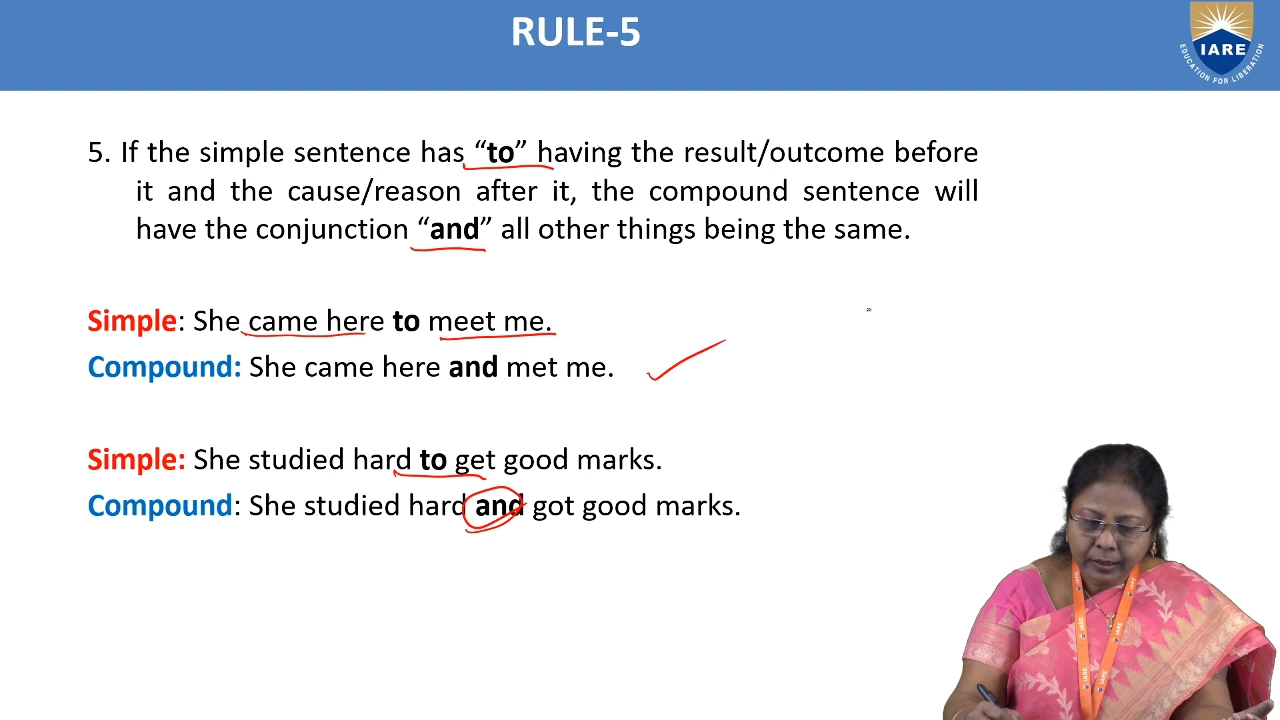 RULE-5
IARE
EDUCATION FOR LIBERATION
5. If the simple sentence has “to” having the result/outcome before
it and the cause/reason after it, the compound sentence will
have the conjunction “and” all other things being the same.
Simple: She came here to meet me.
Compound: She came here and met me.
Simple: She studied hard to get good marks.
Compound: She studied hard and got good marks.